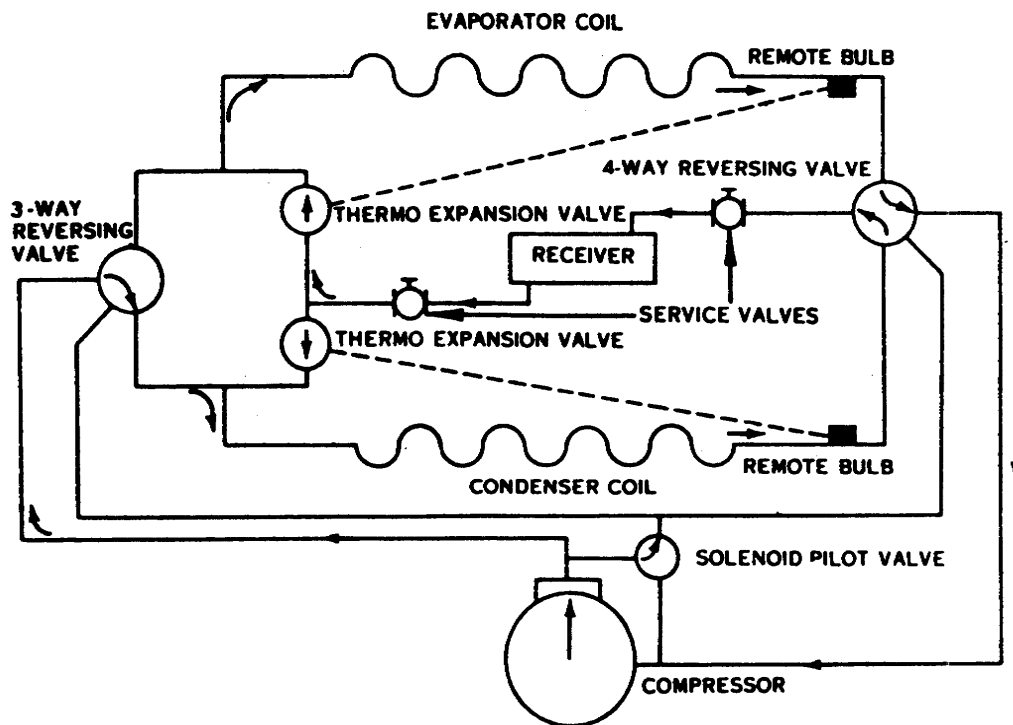 EVAPORATOR COIL
REMOTE BULB
4-WAY REVERSING VALVE
3-WAY
REVERSING
VALVE
THERMO EXPANSION VALVE
RECEIVER
SERVICE VALVES
THERMO EXPANSION VALVE
REMOTE BULB
CONDENSER COIL
SOLENOID PILOT VALVE
COMPRESSOR